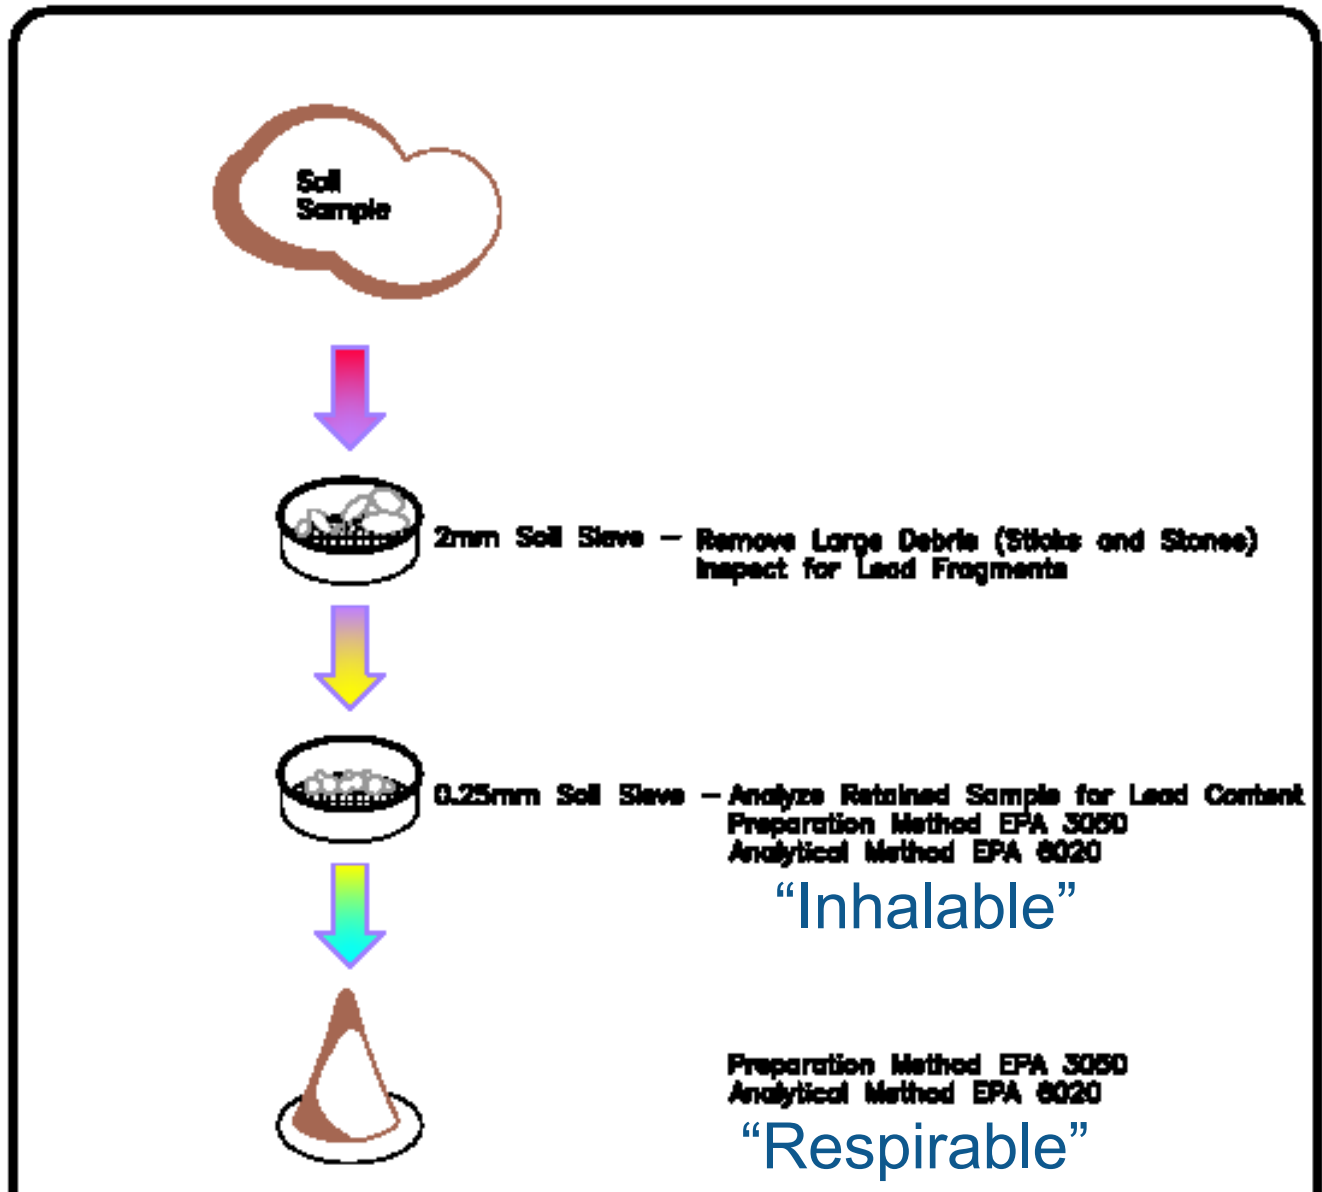 Soil
Sample
2mm Soil Sieve – Remove Large Debris (Sticks and Stones)
Inspect for Lead Fragments
0.25mm Soil Sieve – Analyze Retained Sample for Lead Content
Preparation Method EPA 3050
Analytical Method EPA 6020
“Inhalable”
Preparation Method EPA 3050
Analytical Method EPA 6020
“Respirable”